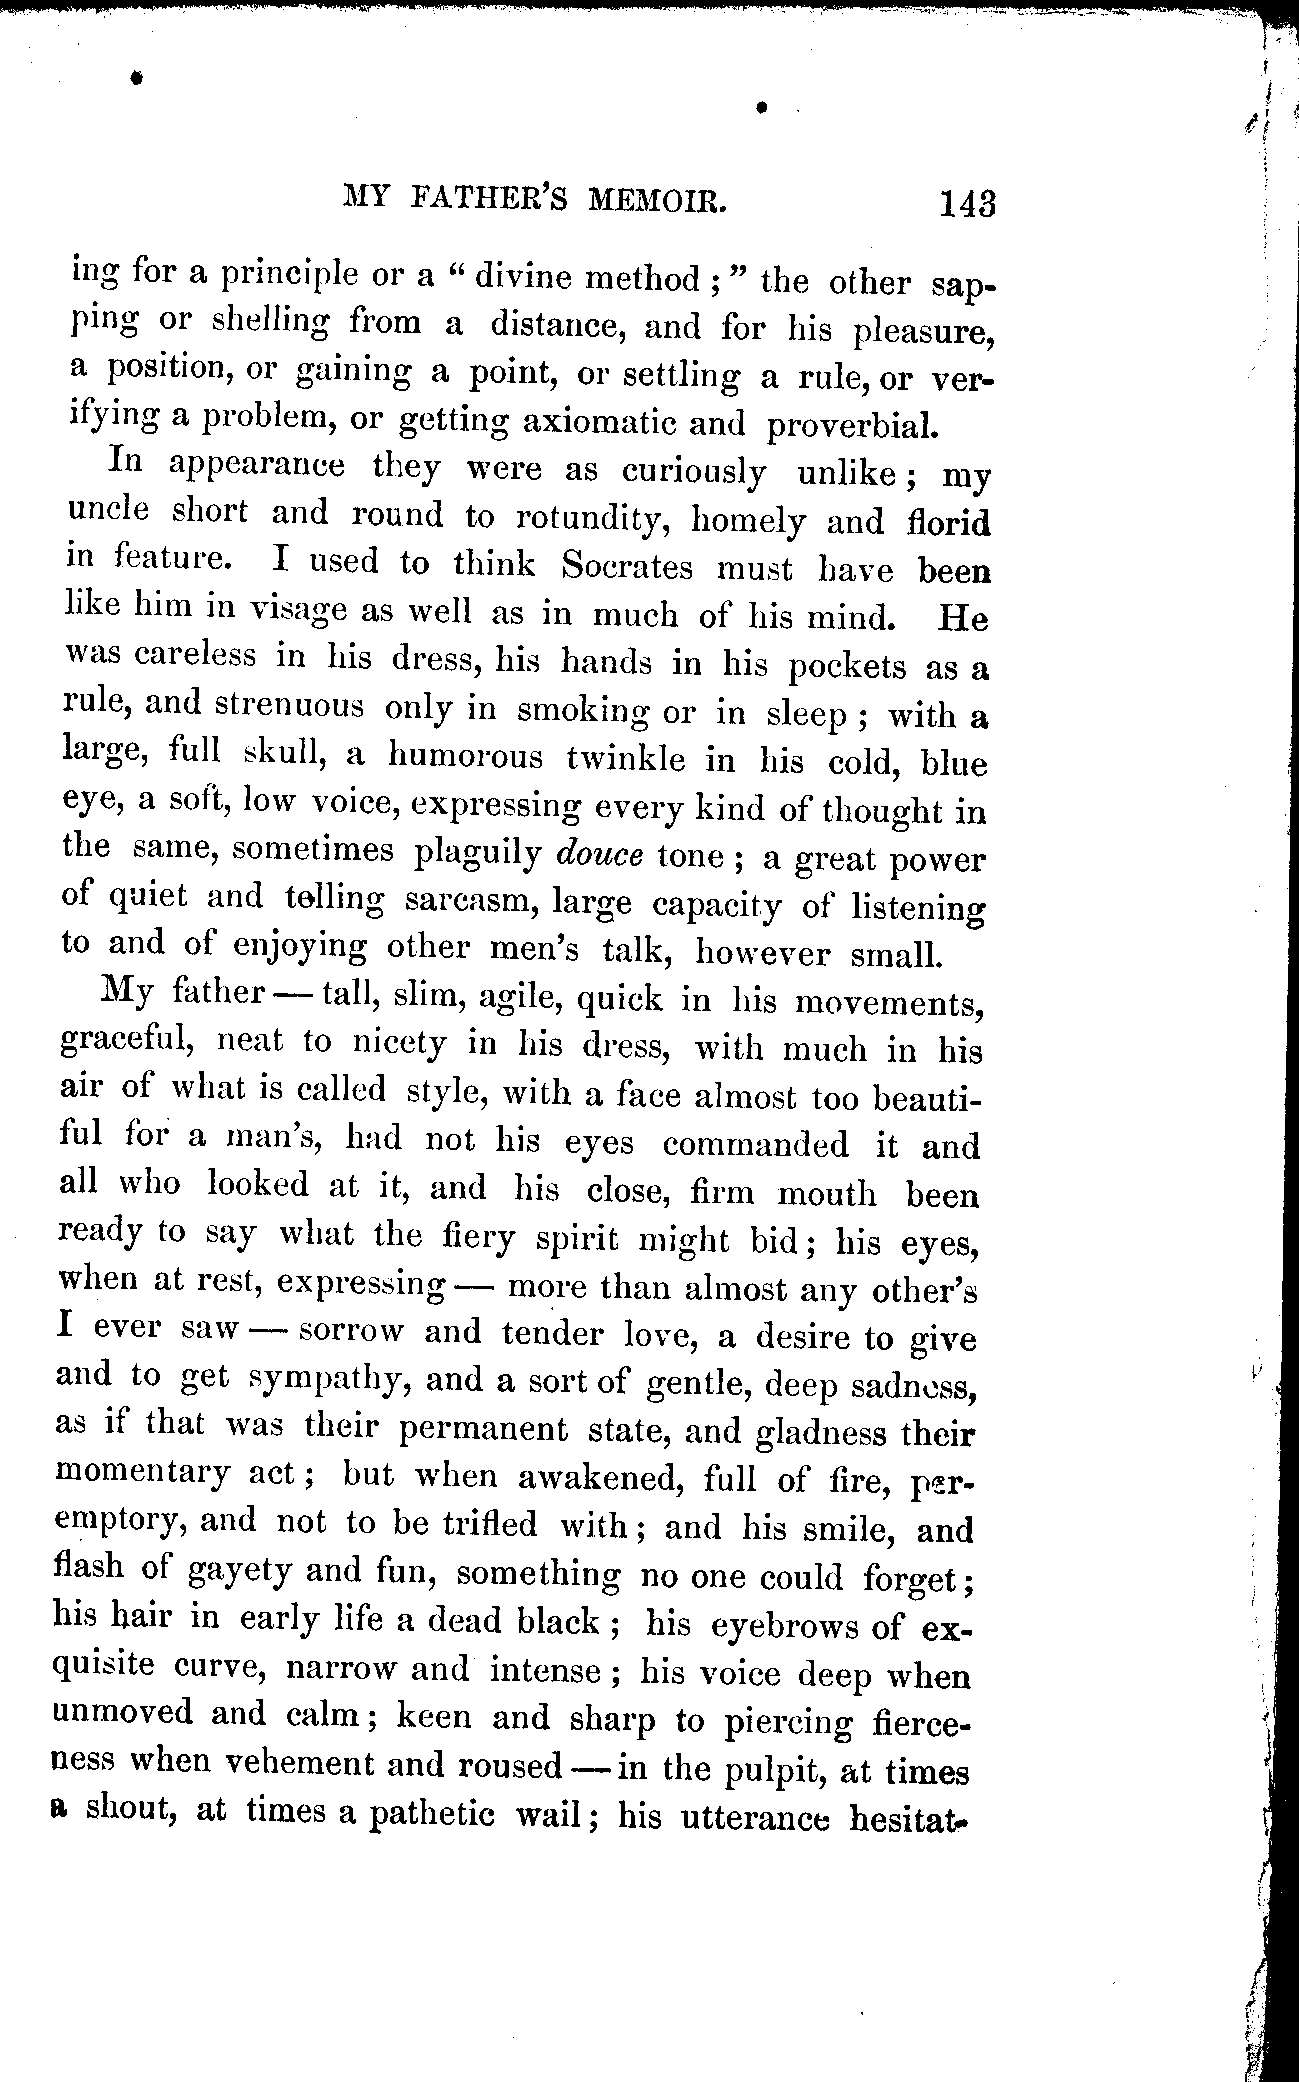 MY FATHER'S MEMOIR. 143
ing for a principle or a “ divine method ; ” the other sap-
ping or shelling from a distance, and for his pleasure,
a position, or gaining a point, or settling a rule, or ver-
ifying a problem, or getting axiomatic and proverbial.
In appearance they were as curiously unlike ; my
uncle short and round to rotundity, homely and florid
in feature. I used to think Socrates must have been
like him in visage as well as in much of his mind. He
was careless in his dress, his hands in his pockets as a
rule, and strenuous only in smoking or in sleep ; with a
large, full skull, a humorous twinkle in his cold, blue
eye, a soft, low voice, expressing every kind of thought in
the same, sometimes plaguily douce tone ; a great power
of quiet and telling sarcasm, large capacity of listening
to and of enjoying other men's talk, however small.
My father — tall, slim, agile, quick in his movements,
graceful, neat to nicety in his dress, with much in his
air of what is called style, with a face almost too beauti-
ful for a man's, had not his eyes commanded it and
all who looked at it, and his close, firm mouth been
ready to say what the fiery spirit might bid ; his eyes,
when at rest, expressing — more than almost any other's
I ever saw — sorrow and tender love, a desire to give
and to get sympathy, and a sort of gentle, deep sadness,
as if that was their permanent state, and gladness their
momentary act ; but when awakened, full of fire, per-
emptory, and not to be trifled with ; and his smile, and
flash of gayety and fun, something no one could forget ;
his hair in early life a dead black ; his eyebrows of ex-
quisite curve, narrow and intense ; his voice deep when
unmoved and calm ; keen and sharp to piercing fierce-
ness when vehement and roused — in the pulpit, at times
a shout, at times a pathetic wail ; his utterance hesitat-